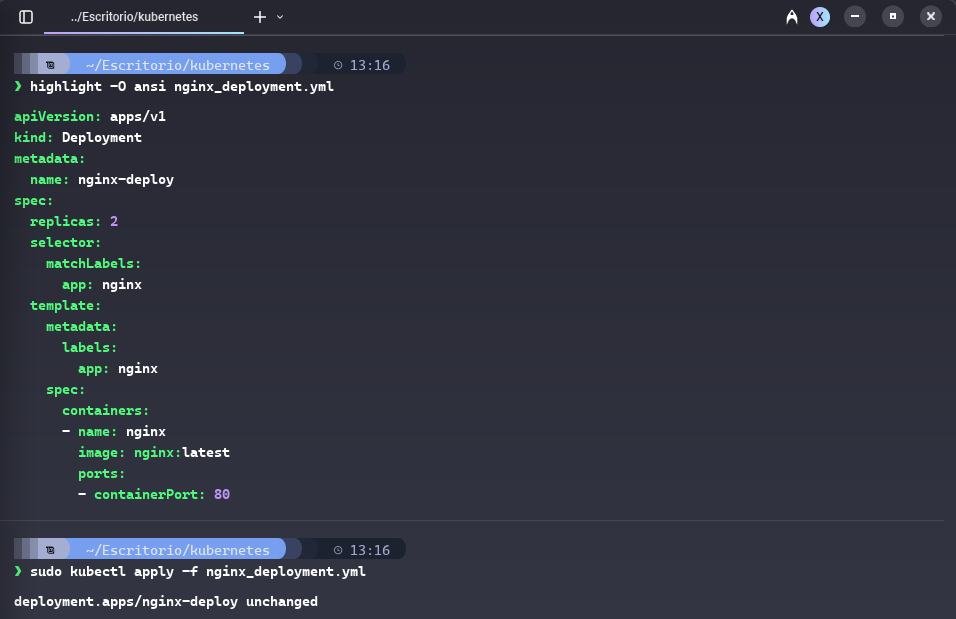 ../Escritorio/kubernetes
X
~/Escritorio/kubernetes 13:16
❯ highlight -O ansi nginx_deployment.yml
apiVersion: apps/v1
kind: Deployment
metadata:
  name: nginx-deploy
spec:
  replicas: 2
  selector:
    matchLabels:
      app: nginx
  template:
    metadata:
      labels:
        app: nginx
    spec:
      containers:
      - name: nginx
        image: nginx:latest
        ports:
        - containerPort: 80
~/Escritorio/kubernetes 13:16
❯ sudo kubectl apply -f nginx_deployment.yml
deployment.apps/nginx-deploy unchanged